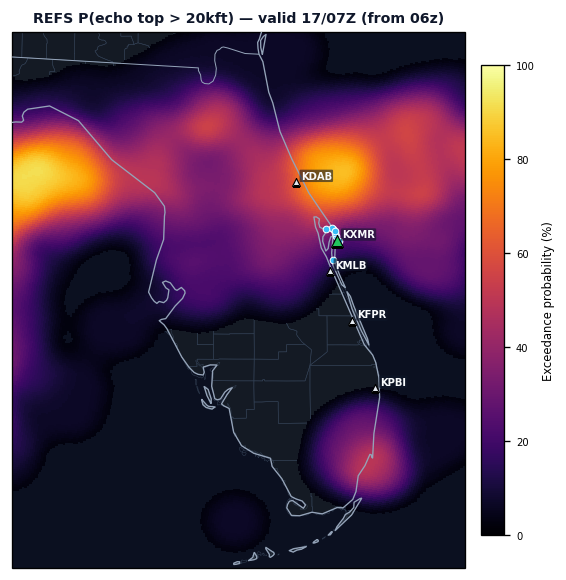 REFS P(echo top > 20kft) — valid 17/07Z (from 06z)
100
80
60
40
20
0
Exceedance probability (%)
KDAB
KXMR
KMLB
KFPR
KPBI